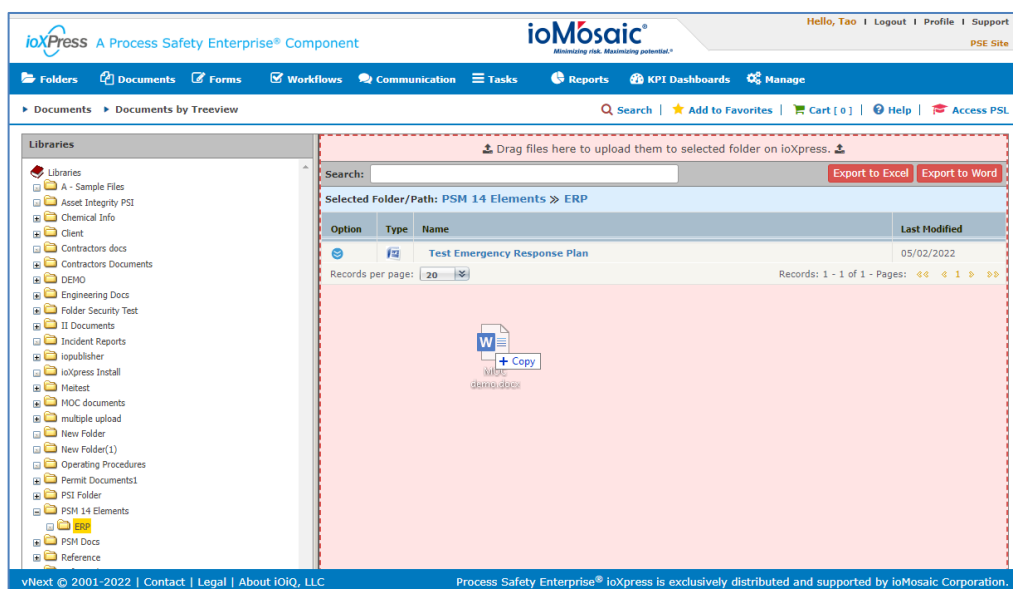 Hello, Tao I Logout I Profile I Support
ioXPress A Process Safety Enterprise® Component
ioMosaic®
Minimizing risk. Maximizing potential.®
PSE Site
Folders Documents Forms Workflows Communication Tasks Reports KPI Dashboards Manage
Documents Documents by Treeview
Search | Add to Favorites | Cart [ 0 ] | Help | Access PSL
Libraries
Drag files here to upload them to selected folder on ioXpress.
Libraries
A - Sample Files
Asset Integrity PSI
Chemical Info
Client
Contractors docs
Contractors Documents
DEMO
Engineering Docs
Folder Security Test
II Documents
Incident Reports
iopublisher
ioXpress Install
Meitest
MOC documents
multiple upload
New Folder
New Folder(1)
Operating Procedures
Permit Documents1
PSI Folder
PSM 14 Elements
ERP
PSM Docs
Reference
Search:
Export to Excel Export to Word
Selected Folder/Path: PSM 14 Elements >> ERP
Option Type Name Last Modified
Test Emergency Response Plan 05/02/2022
Records per page: 20
Records: 1 - 1 of 1 - Pages: 1
W
+ Copy
MOC
demo.docx
vNext © 2001-2022 | Contact | Legal | About iOiQ, LLC
Process Safety Enterprise® ioXpress is exclusively distributed and supported by ioMosaic Corporation.